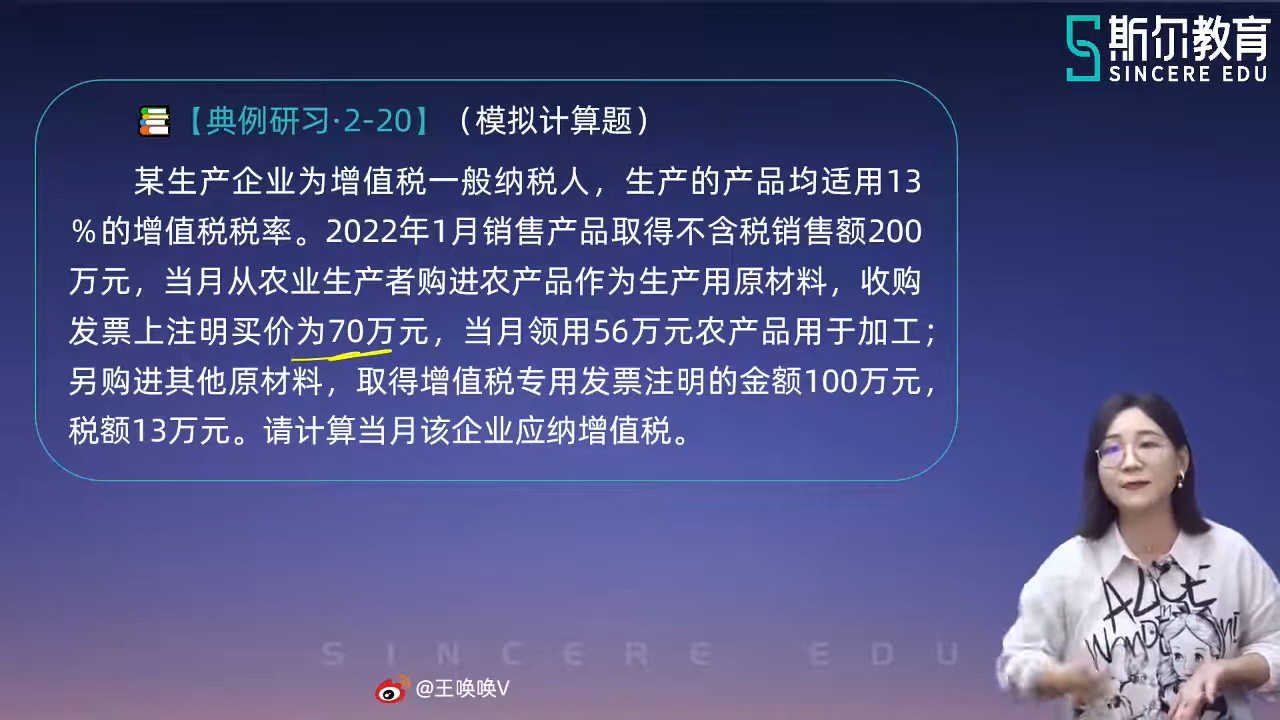 斯尔教育
SINCERE EDU
【典例研习·2-20】（模拟计算题）
某生产企业为增值税一般纳税人，生产的产品均适用13
%的增值税税率。2022年1月销售产品取得不含税销售额200
万元，当月从农业生产者购进农产品作为生产用原材料，收购
发票上注明买价为70万元，当月领用56万元农产品用于加工；
另购进其他原材料，取得增值税专用发票注明的金额100万元，
税额13万元。请计算当月该企业应纳增值税。
ALICE
in
SINCERE EDU
@王唤唤V